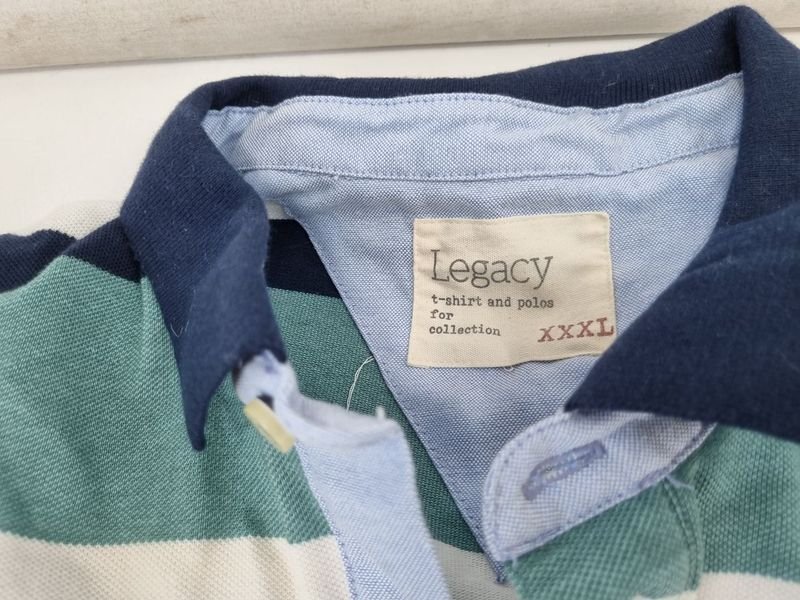 Legacy
t-shirt and polos
for
collection
XXXL